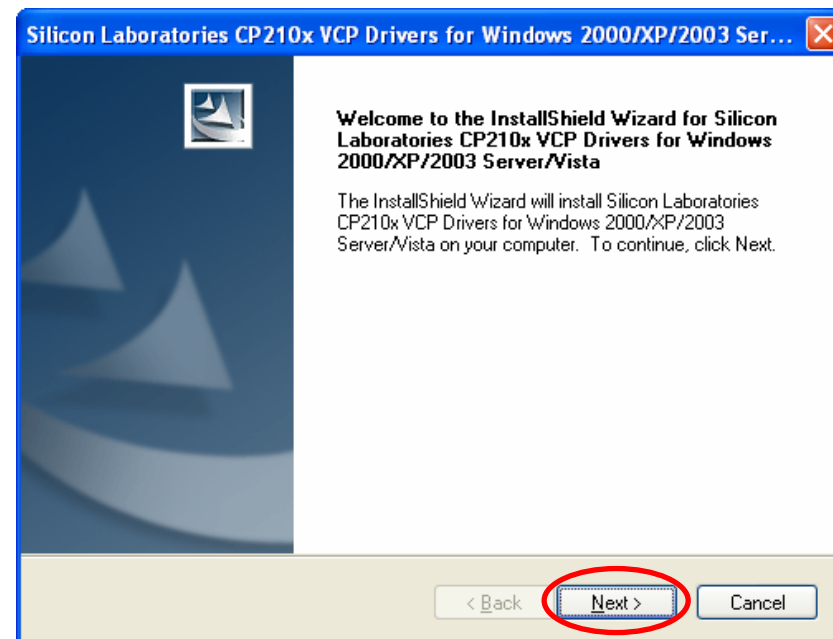 Silicon Laboratories CP210x VCP Drivers for Windows 2000/XP/2003 Ser...
Welcome to the InstallShield Wizard for Silicon
Laboratories CP210x VCP Drivers for Windows
2000/XP/2003 Server/Vista
The InstallShield Wizard will install Silicon Laboratories
CP210x VCP Drivers for Windows 2000/XP/2003
Server/Vista on your computer.  To continue, click Next.
< Back
Next >
Cancel